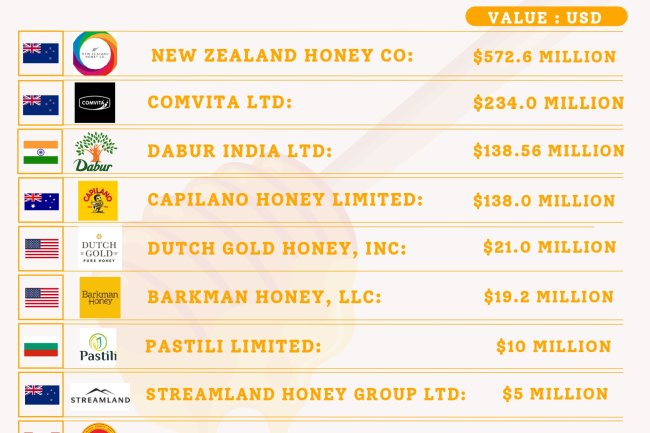 VALUE : USD
NEW ZEALAND HONEY CO:
$572.6 MILLION
COMVITA
COMVITA LTD:
$234.0 MILLION
Dabur
DABUR INDIA LTD:
$138.56 MILLION
CAPILANO
CAPILANO HONEY LIMITED:
$138.0 MILLION
DUTCH
GOLD
PURE HONEY
DUTCH GOLD HONEY, INC:
$21.0 MILLION
Barkman
Honey
BARKMAN HONEY, LLC:
$19.2 MILLION
Pastili
PASTILI LIMITED:
$10 MILLION
STREAMLAND
STREAMLAND HONEY GROUP LTD:
$5 MILLION